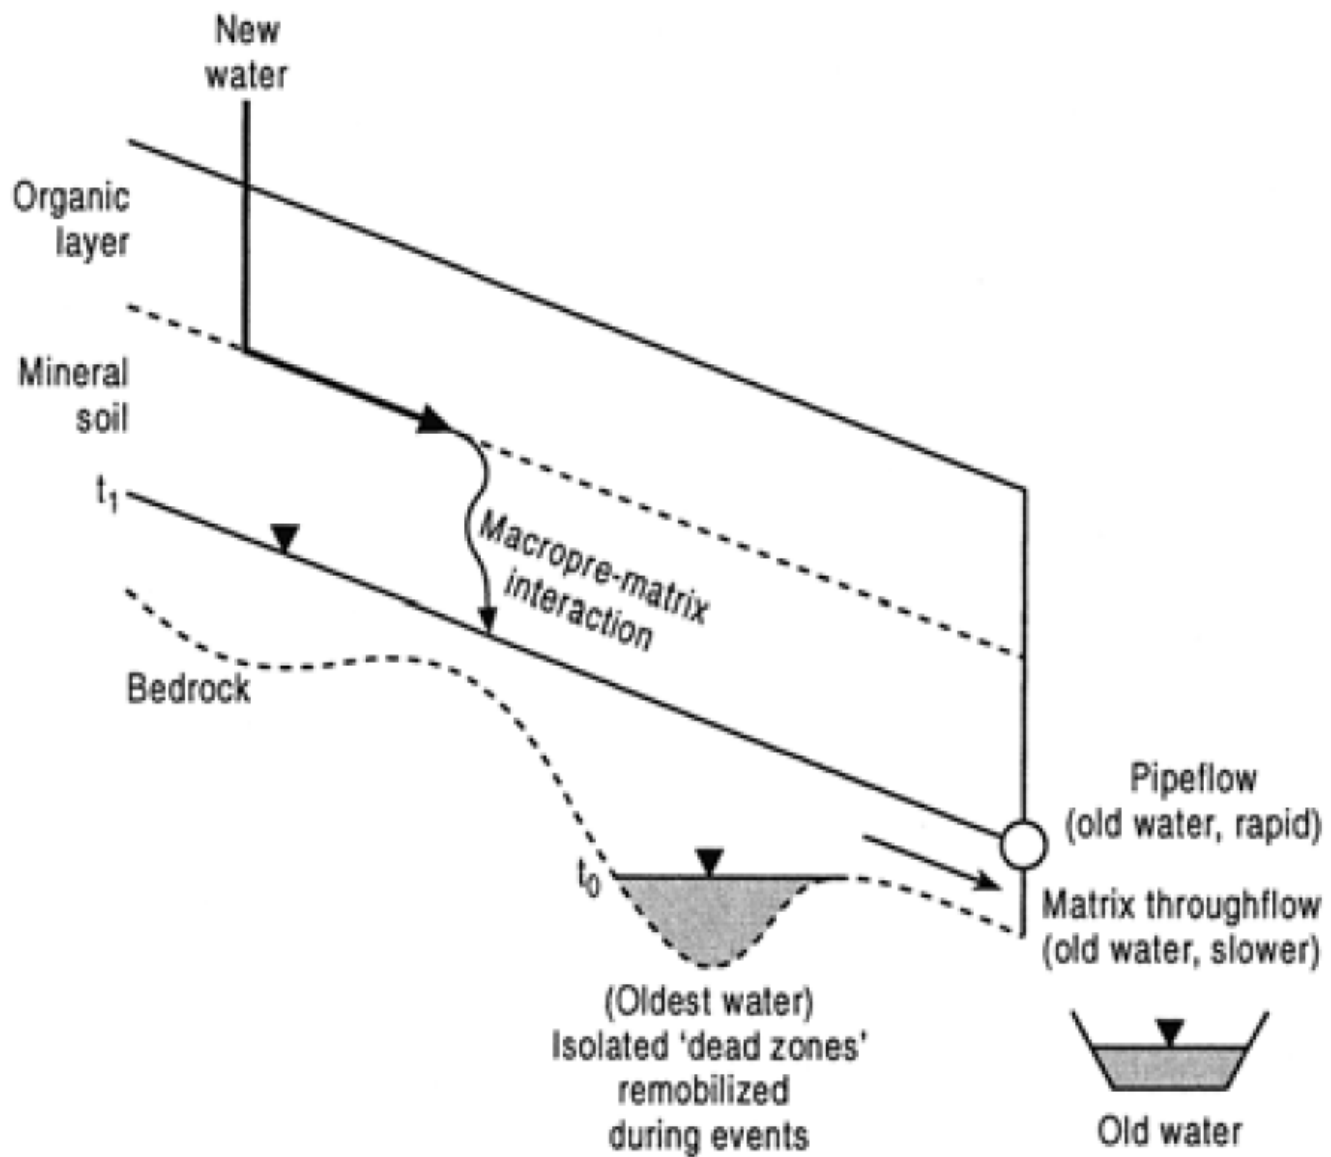 New
water
Organic
layer
Mineral
soil
t1
Macropre-matrix
interaction
Bedrock
Pipeflow
(old water, rapid)
t0
Matrix throughflow
(old water, slower)
(Oldest water)
Isolated ‘dead zones’
remobilized
during events
Old water